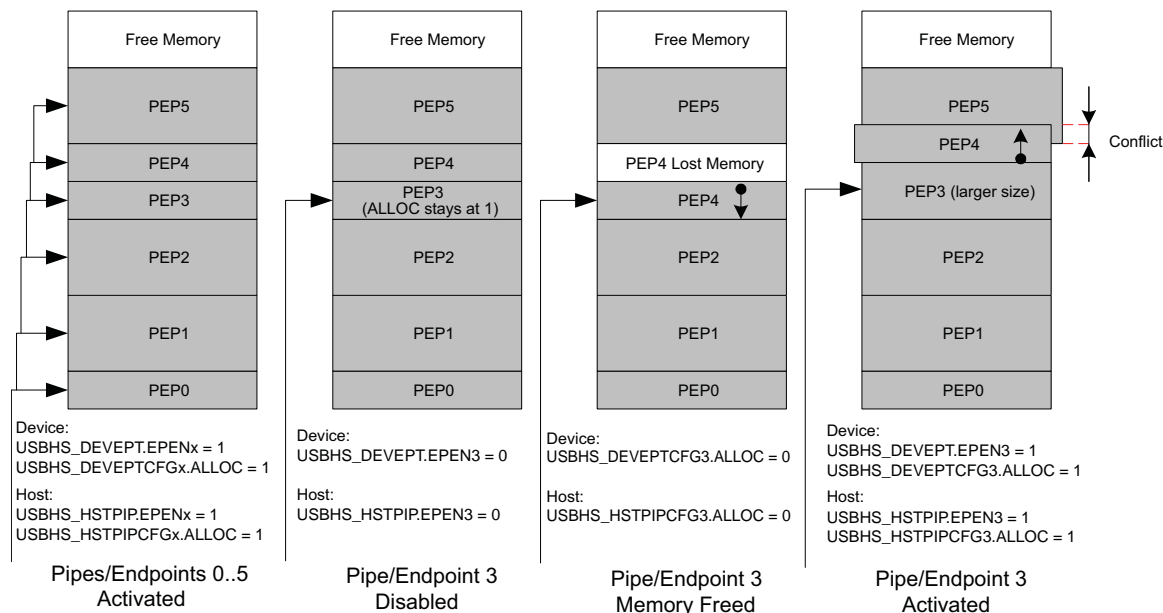 Free Memory
PEP5
PEP4
PEP3
PEP2
PEP1
PEP0
Device:
USBHS_DEVEPT.EPENx = 1
USBHS_DEVEPTCFGx.ALLOC = 1
Host:
USBHS_HSTPIP.EPENx = 1
USBHS_HSTPIPCFGx.ALLOC = 1
Pipes/Endpoints 0..5
Activated
Free Memory
PEP5
PEP4
PEP3
(ALLOC stays at 1)
PEP2
PEP1
PEP0
Device:
USBHS_DEVEPT.EPEN3 = 0
Host:
USBHS_HSTPIP.EPEN3 = 0
Pipe/Endpoint 3
Disabled
Free Memory
PEP5
PEP4 Lost Memory
PEP4
PEP2
PEP1
PEP0
Device:
USBHS_DEVEPTCFG3.ALLOC = 0
Host:
USBHS_HSTPIPCFG3.ALLOC = 0
Pipe/Endpoint 3
Memory Freed
Free Memory
PEP5
PEP4
Conflict
PEP3 (larger size)
PEP2
PEP1
PEP0
Device:
USBHS_DEVEPT.EPEN3 = 1
USBHS_DEVEPTCFG3.ALLOC = 1
Host:
USBHS_HSTPIP.EPEN3 = 1
USBHS_HSTPIPCFG3.ALLOC = 1
Pipe/Endpoint 3
Activated